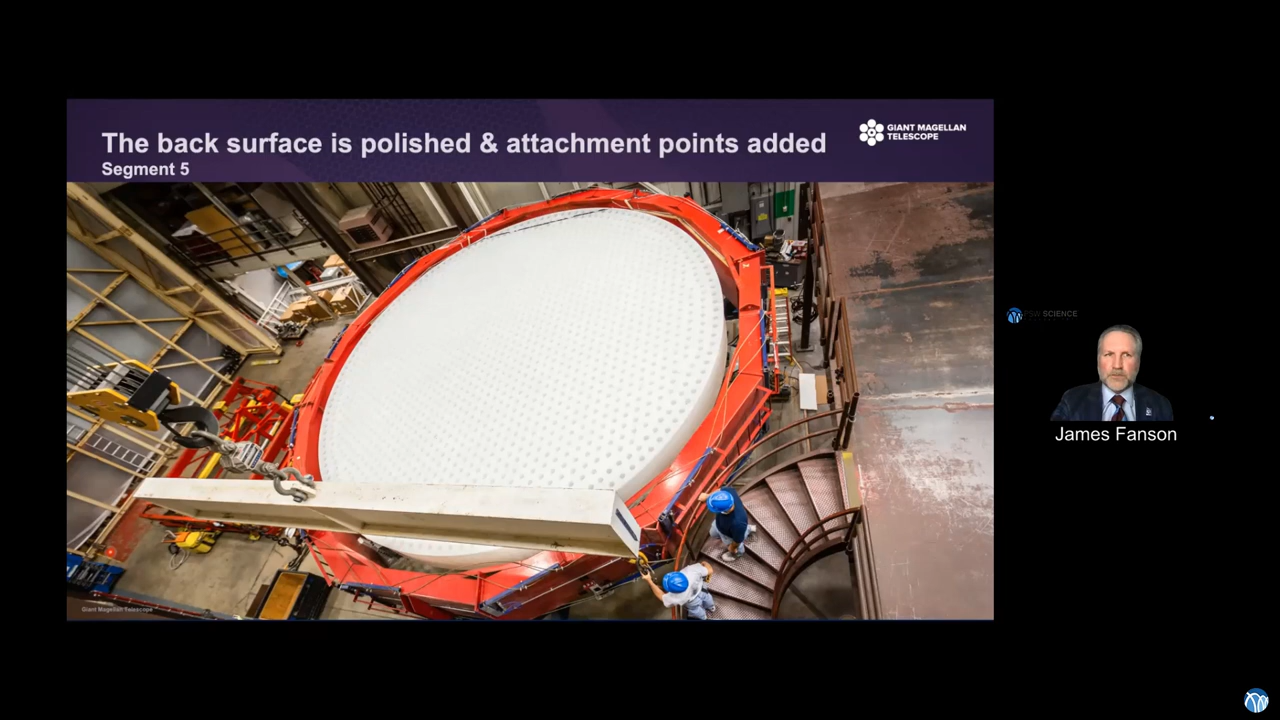 The back surface is polished & attachment points added
Segment 5
GIANT MAGELLAN
TELESCOPE
PSW SCIENCE
James Fanson
Giant Magellan Telescope